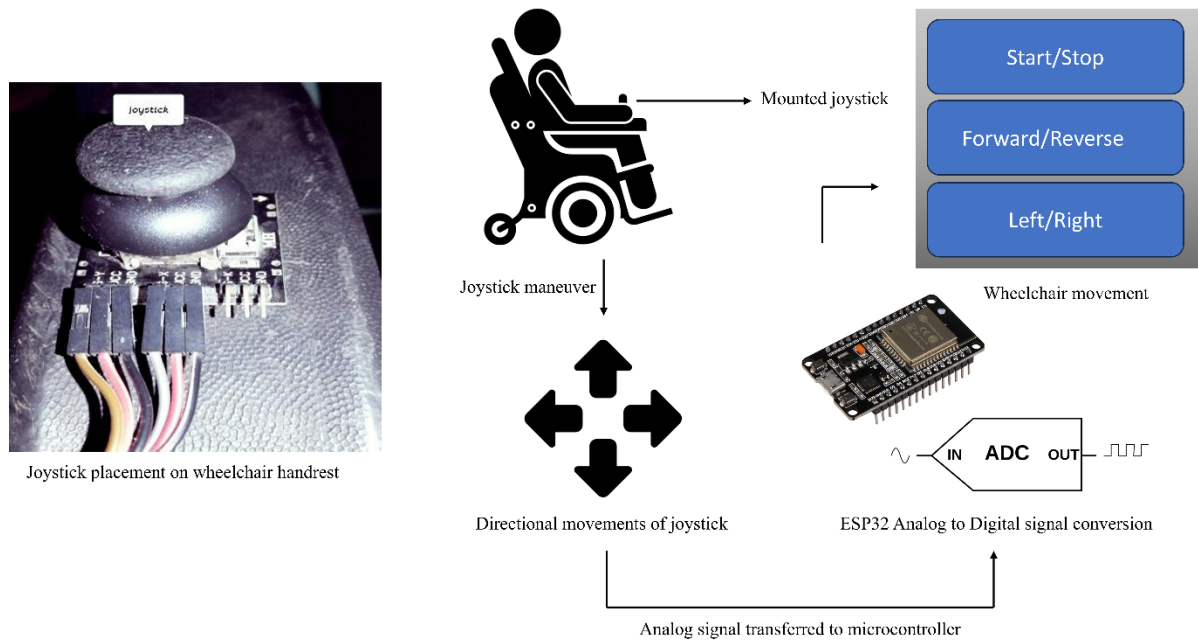 Joystick
Joystick placement on wheelchair handrest
Mounted joystick
Joystick maneuver
Directional movements of joystick
Analog signal transferred to microcontroller
IN ADC OUT
ESP32 Analog to Digital signal conversion
Start/Stop
Forward/Reverse
Left/Right
Wheelchair movement